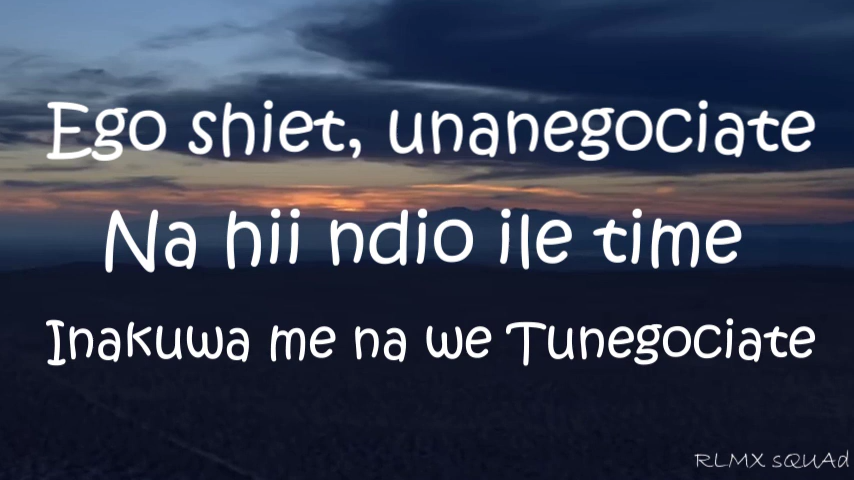 Ego shiet, unanegociate
Na hii ndio ile time
Inakuwa me na we Tunegociate
RLMX sQUAd